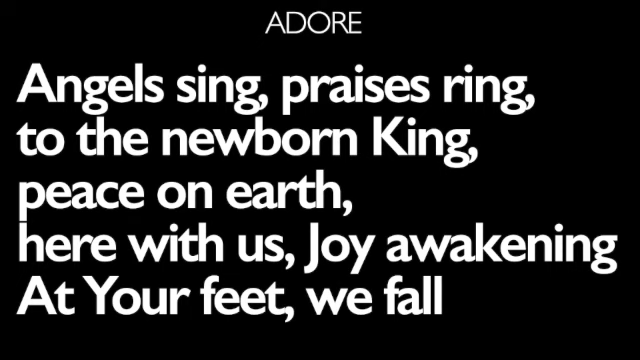 ADORE
Angels sing, praises ring,
to the newborn King,
peace on earth,
here with us, Joy awakening
At Your feet, we fall